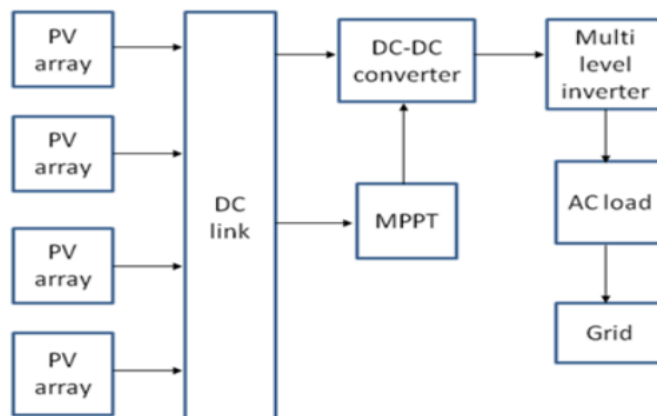 PV
array
PV
array
PV
array
PV
array
DC
link
DC-DC
converter
MPPT
Multi
level
inverter
AC load
Grid